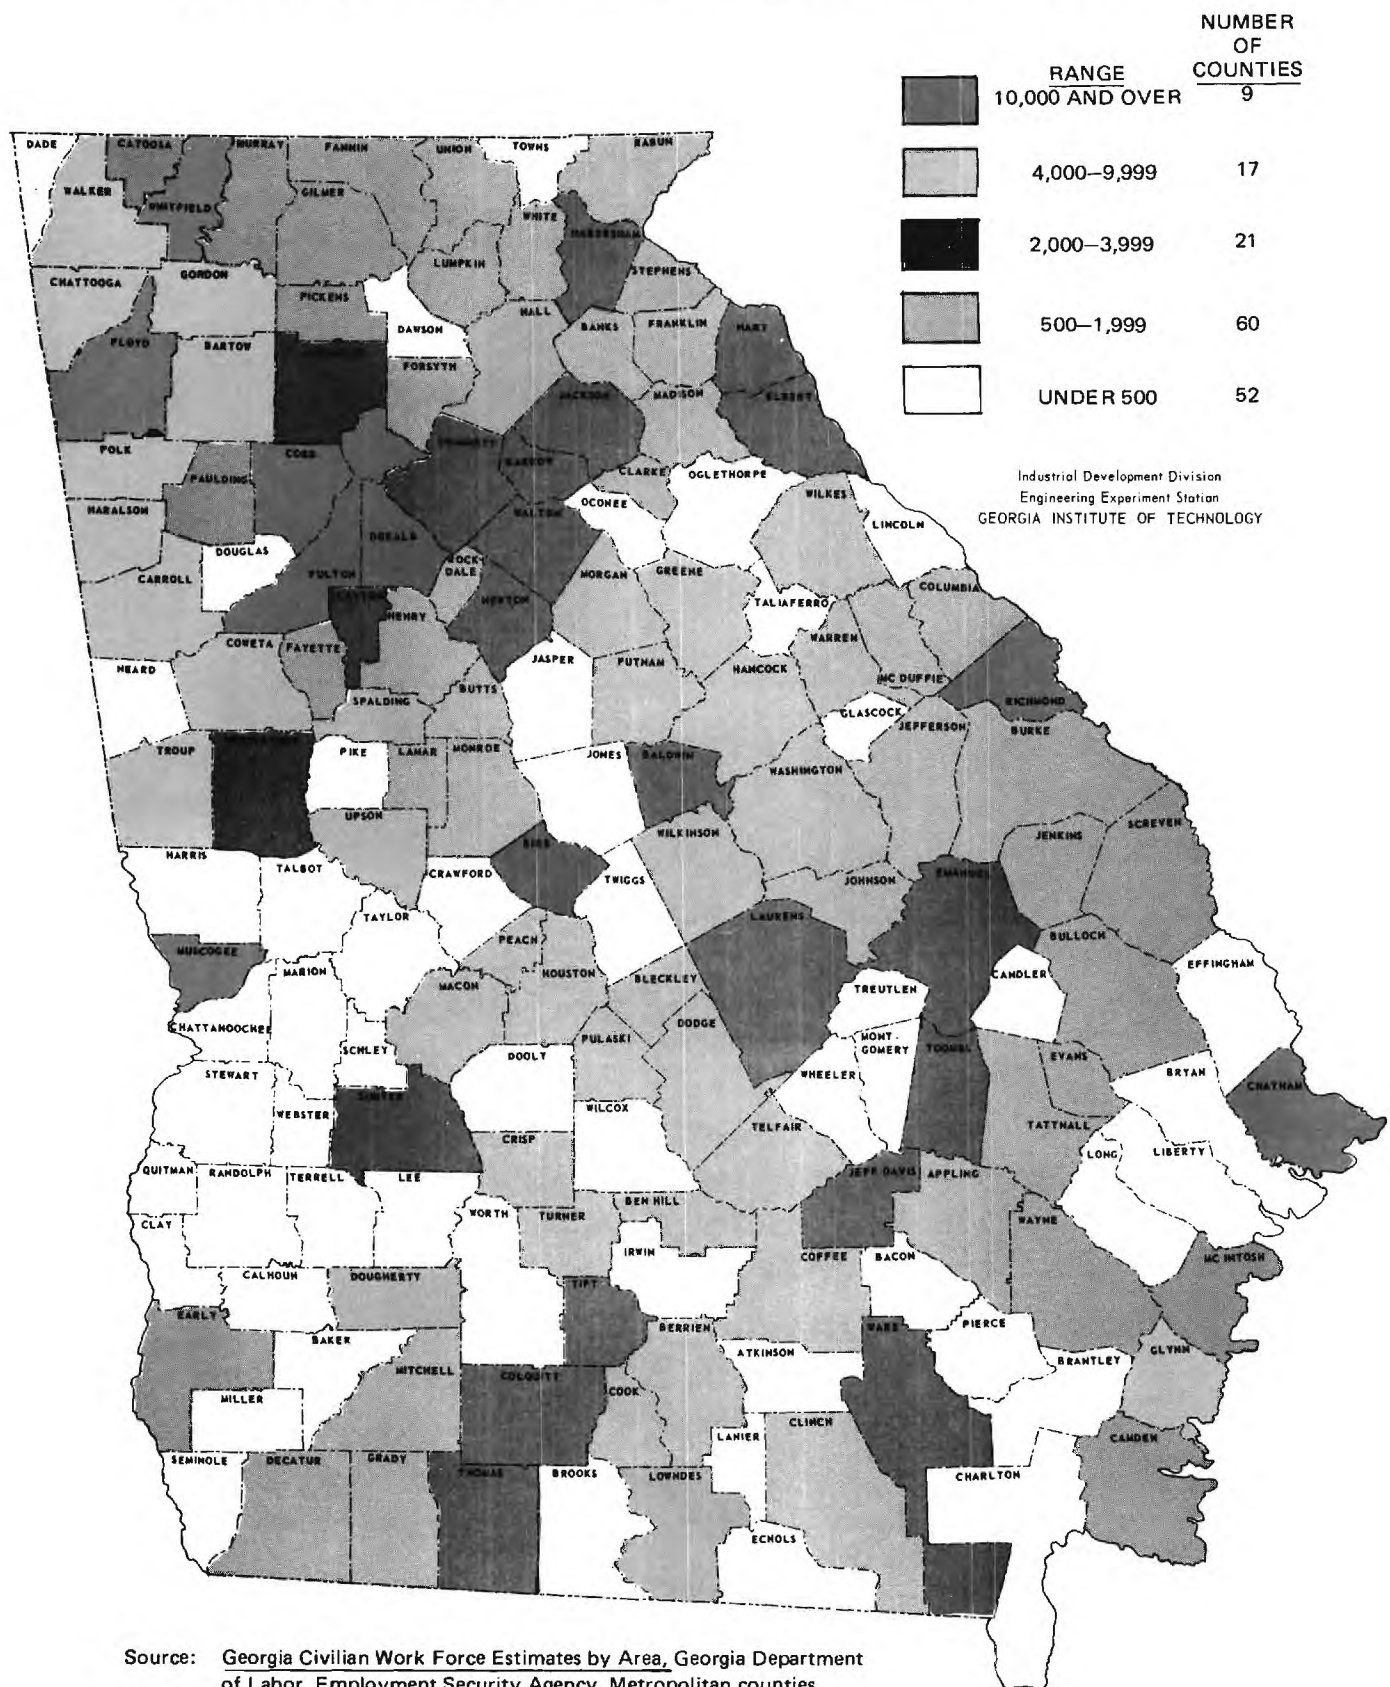 NUMBER
OF
RANGE COUNTIES
10,000 AND OVER 9
4,000—9,999 17
2,000—3,999 21
500—1,999 60
UNDER 500 52
Industrial Development Division
Engineering Experiment Station
GEORGIA INSTITUTE OF TECHNOLOGY
DADE CATOOSA MURRAY FANNIN UNION TOWNS RABUN
WALKER WHITFIELD GILMER WHITE HABERSHAM
CHATTOOGA GORDON PICKENS LUMPKIN STEPHENS
DAWSON HALL BANKS FRANKLIN HART
FLOYD BARTOW FORSYTH JACKSON MADISON ELBERT
POLK PAULDING COBB BARROW CLARKE OGLETHORPE
HARALSON DOUGLAS DEKALB WALTON OCONEE WILKES LINCOLN
CARROLL FULTON ROCK-
DALE MORGAN GREENE COLUMBIA
CLAYTON HENRY NEWTON TALIAFERRO WARREN
COWETA FAYETTE JASPER PUTNAM HANCOCK MC DUFFIE
HEARD SPALDING BUTTS GLASCOCK RICHMOND
TROUP PIKE LAMAR MONROE JONES BALDWIN WASHINGTON JEFFERSON BURKE
UPSON BIBB WILKINSON JENKINS SCREVEN
HARRIS TALBOT CRAWFORD TWIGGS JOHNSON EMANUEL
TAYLOR LAURENS
MUSCOGEE MARION PEACH HOUSTON BLECKLEY BULLOCH EFFINGHAM
MACON TREUTLEN CANDLER
CHATTAHOOCHEE SCHLEY DOOLY PULASKI DODGE MONT-
GOMERY TOOMBS EVANS
STEWART WEBSTER SUMTER WILCOX WHEELER BRYAN CHATHAM
CRISP TELFAIR TATTNALL
QUITMAN RANDOLPH TERRELL LEE JEFF DAVIS APPLING LONG LIBERTY
CLAY WORTH TURNER BEN HILL WAYNE
IRWIN COFFEE BACON MC INTOSH
CALHOUN DOUGHERTY TIFT
EARLY BAKER BERRIEN WARE PIERCE
MITCHELL ATKINSON BRANTLEY GLYNN
MILLER COLQUITT COOK
LANIER CLINCH CAMDEN
SEMINOLE DECATUR GRADY THOMAS BROOKS LOWNDES CHARLTON
ECHOLS
Source: Georgia Civilian Work Force Estimates by Area, Georgia Department
of Labor, Employment Security Agency, Metropolitan counties